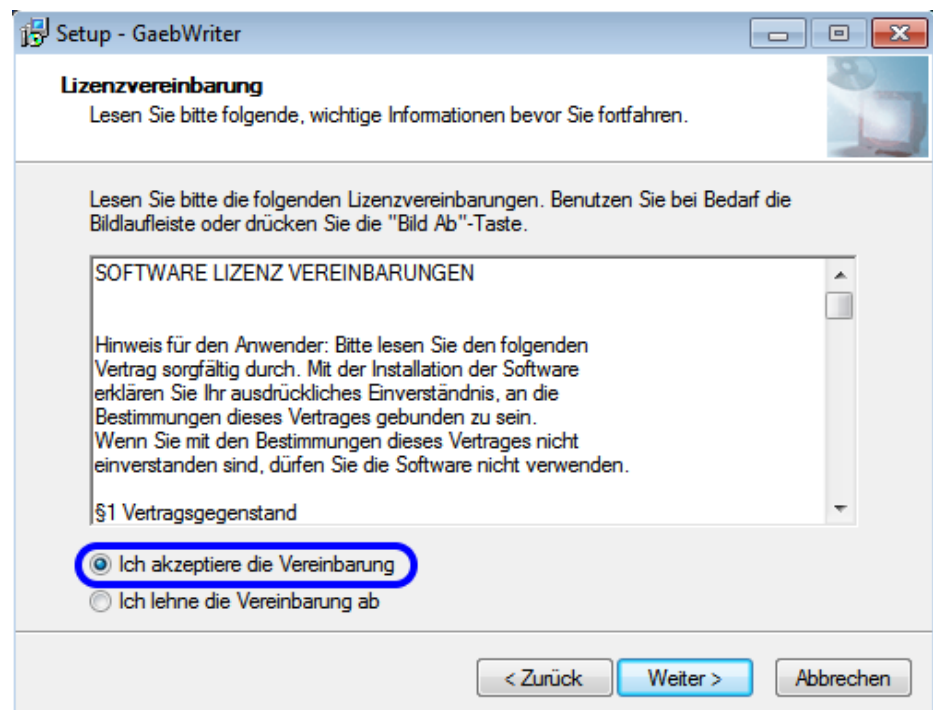 Setup - GaebWriter
Lizenzvereinbarung
Lesen Sie bitte folgende, wichtige Informationen bevor Sie fortfahren.
Lesen Sie bitte die folgenden Lizenzvereinbarungen. Benutzen Sie bei Bedarf die
Bildlaufleiste oder drücken Sie die "Bild Ab"-Taste.
SOFTWARE LIZENZ VEREINBARUNGEN
Hinweis für den Anwender: Bitte lesen Sie den folgenden
Vertrag sorgfältig durch. Mit der Installation der Software
erklären Sie Ihr ausdrückliches Einverständnis, an die
Bestimmungen dieses Vertrages gebunden zu sein.
Wenn Sie mit den Bestimmungen dieses Vertrages nicht
einverstanden sind, dürfen Sie die Software nicht verwenden.
§1 Vertragsgegenstand
Ich akzeptiere die Vereinbarung
Ich lehne die Vereinbarung ab
< Zurück Weiter > Abbrechen